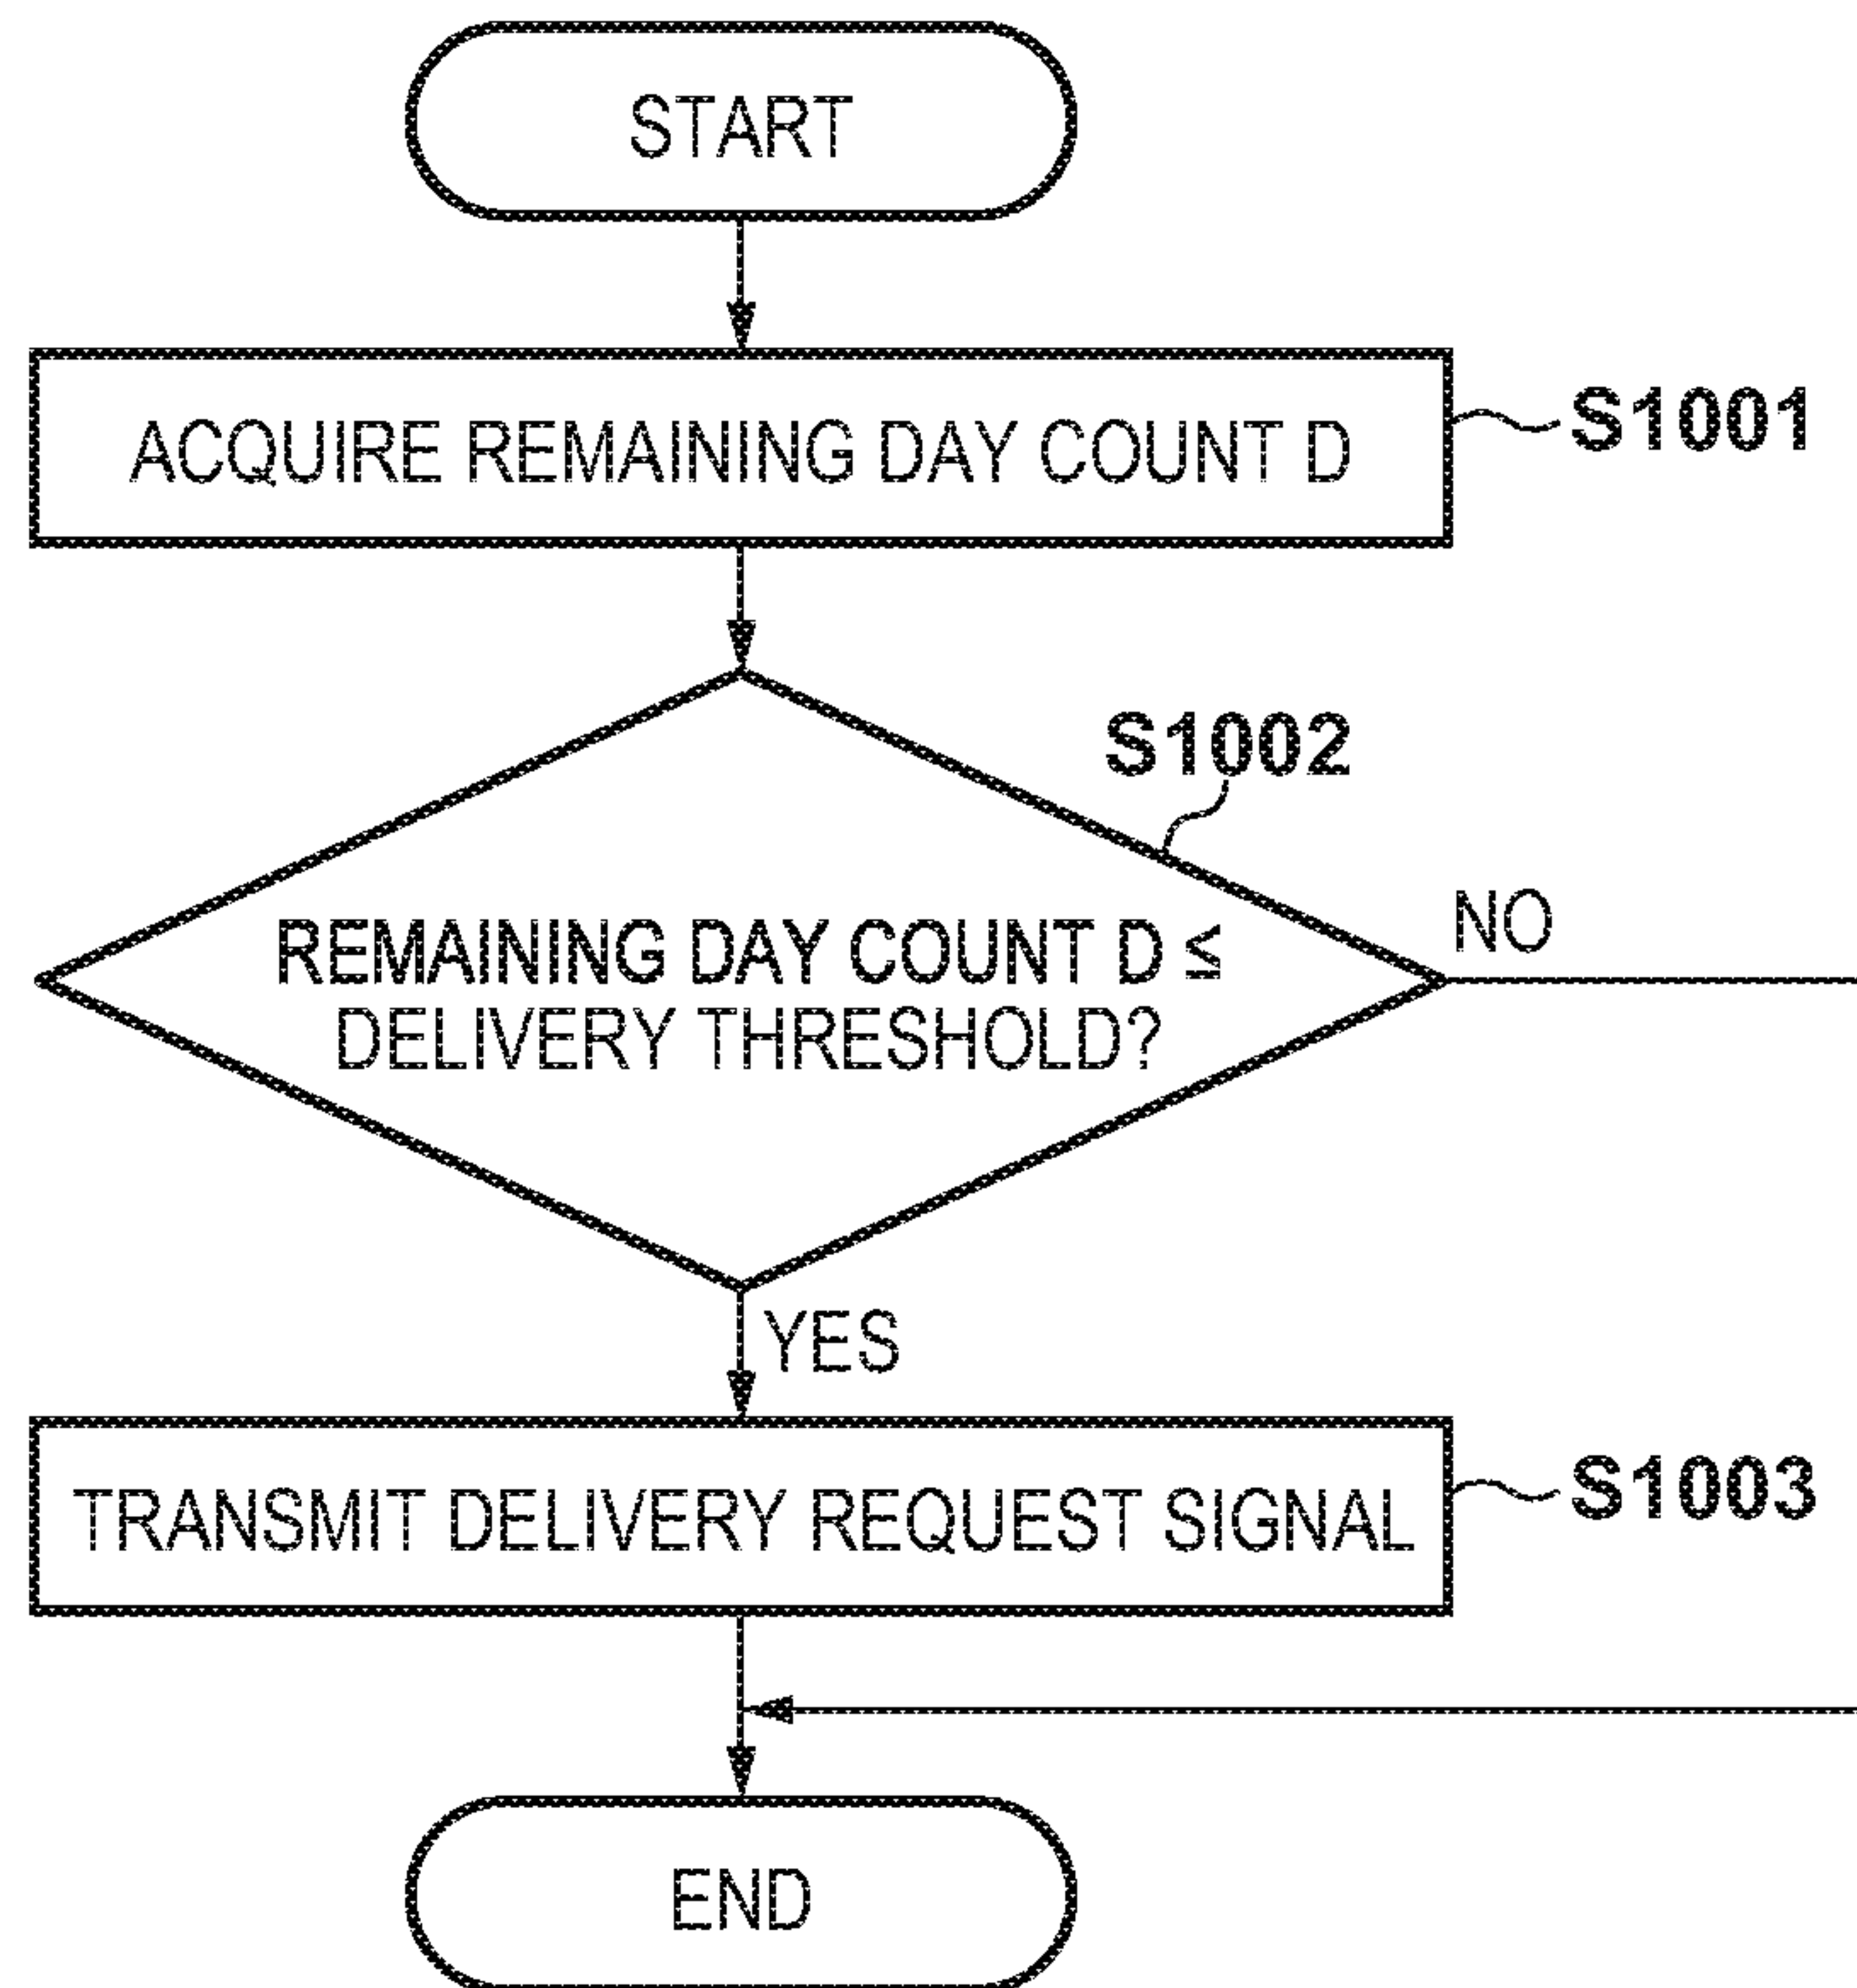 START
ACQUIRE REMAINING DAY COUNT D
S1001
S1002
REMAINING DAY COUNT D ≤
DELIVERY THRESHOLD?
NO
YES
TRANSMIT DELIVERY REQUEST SIGNAL
S1003
END